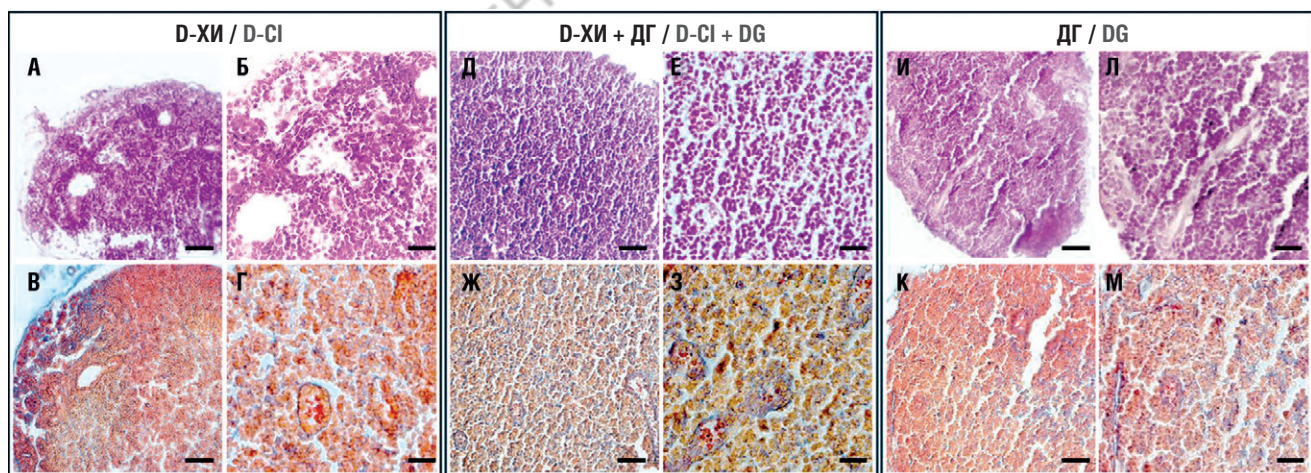 D-ХИ / D-CI
А
Б
В
Г
D-ХИ + ДГ / D-CI + DG
Д
Е
Ж
З
ДГ / DG
И
Л
К
М